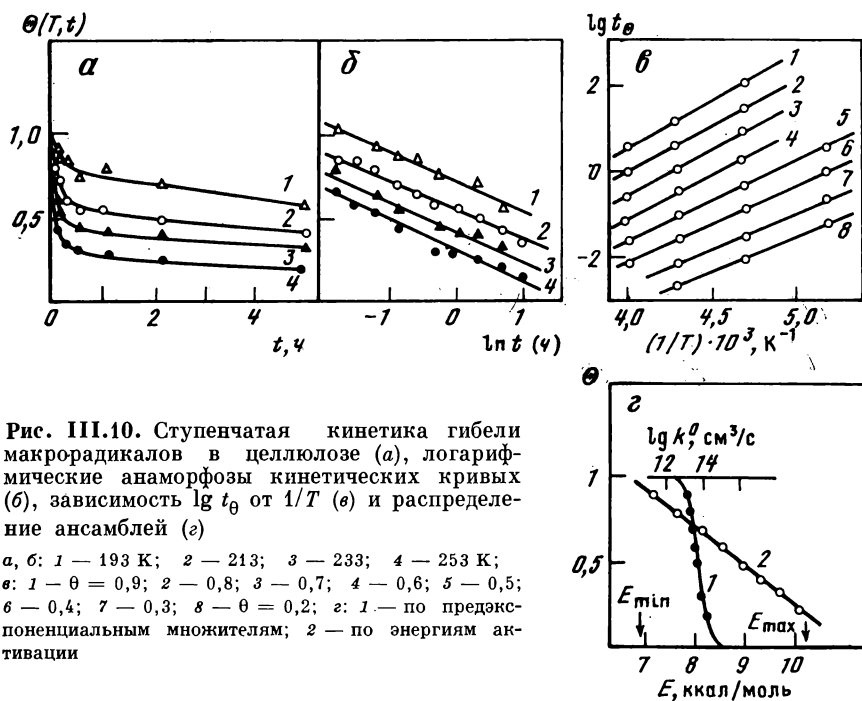 Θ(T,t)
а
1,0
0,5
0
2
4
t, ч
1
2
3
4
б
-1
0
1
ln t (ч)
1
2
3
4
lg tθ
в
2
0
-2
4,0
4,5
5,0
(1/T)·10³, К⁻¹
1
2
3
4
5
6
7
8
Θ
г
lg k⁰, см³/с
12
14
1
0,5
1
2
Emin
Emax
7
8
9
10
E, ккал/моль
Рис. III.10. Ступенчатая кинетика гибели
макрорадикалов в целлюлозе (а), логариф-
мические анаморфозы кинетических кривых
(б), зависимость lg tθ от 1/T (в) и распределе-
ние ансамблей (г)
а, б: 1 — 193 К; 2 — 213; 3 — 233; 4 — 253 К;
в: 1 — θ = 0,9; 2 — 0,8; 3 — 0,7; 4 — 0,6; 5 — 0,5;
6 — 0,4; 7 — 0,3; 8 — θ = 0,2; г: 1 — по предэкс-
поненциальным множителям; 2 — по энергиям ак-
тивации